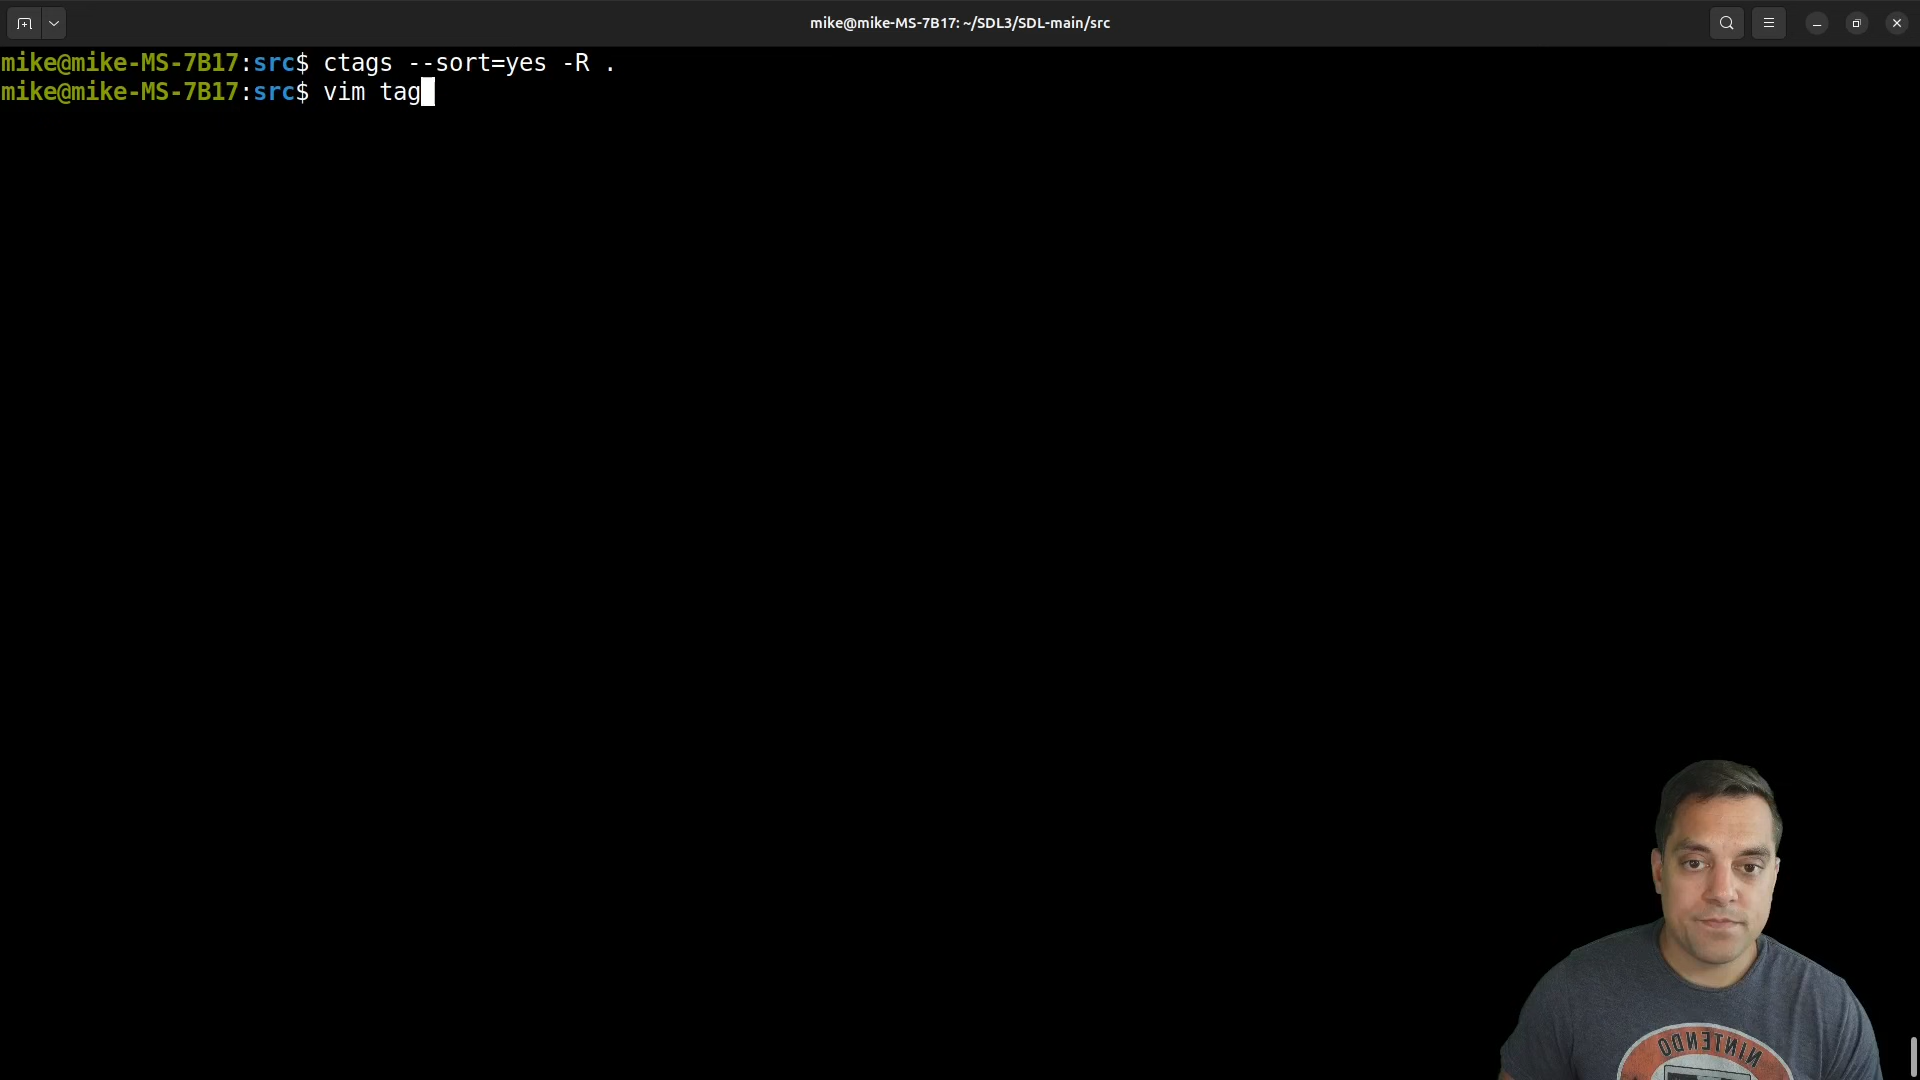 mike@mike-MS-7B17: ~/SDL3/SDL-main/src
mike@mike-MS-7B17:src$ ctags --sort=yes -R .
mike@mike-MS-7B17:src$ vim tag
NINTENDO